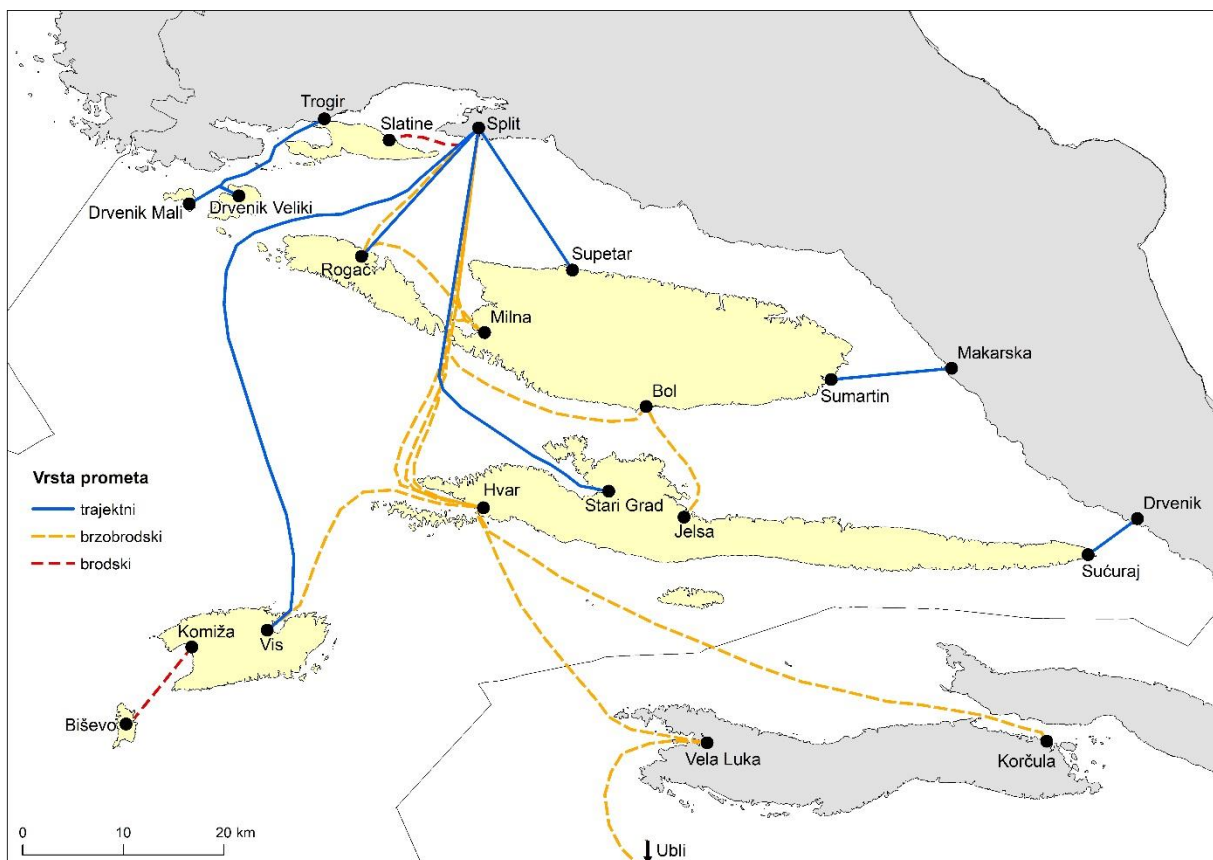 Trogir
Slatine
Split
Drvenik Mali
Drvenik Veliki
Rogač
Supetar
Milna
Makarska
Sumartin
Bol
Vrsta prometa
trajektni
brzobrodski
brodski
Hvar
Stari Grad
Jelsa
Drvenik
Sućuraj
Komiža
Vis
Biševo
Vela Luka
Korčula
0 10 20 km
Ubli